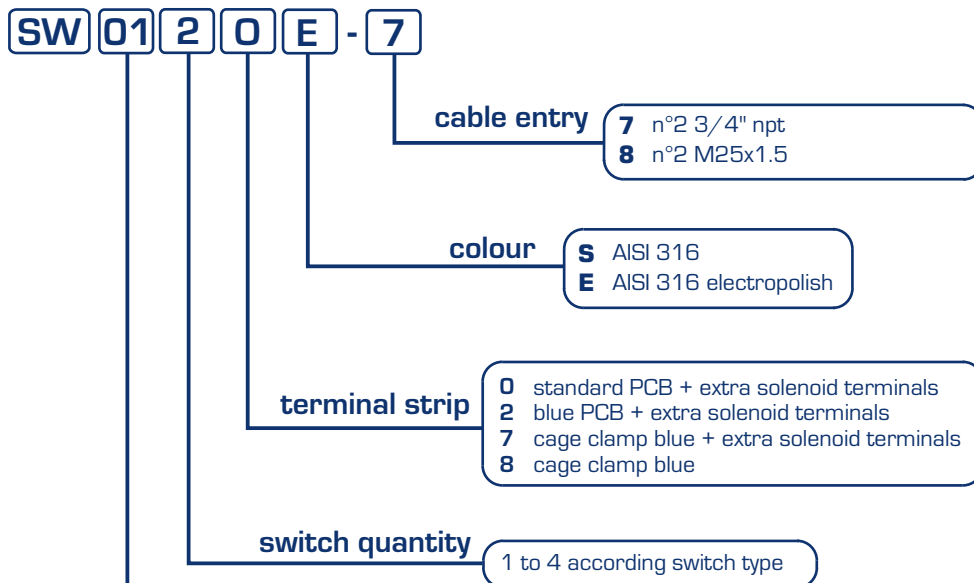 SW 01 2 0 E - 7
cable entry
7 n°2 3/4" npt
8 n°2 M25x1.5
colour
S AISI 316
E AISI 316 electropolish
terminal strip
0 standard PCB + extra solenoid terminals
2 blue PCB + extra solenoid terminals
7 cage clamp blue + extra solenoid terminals
8 cage clamp blue
switch quantity
1 to 4 according switch type